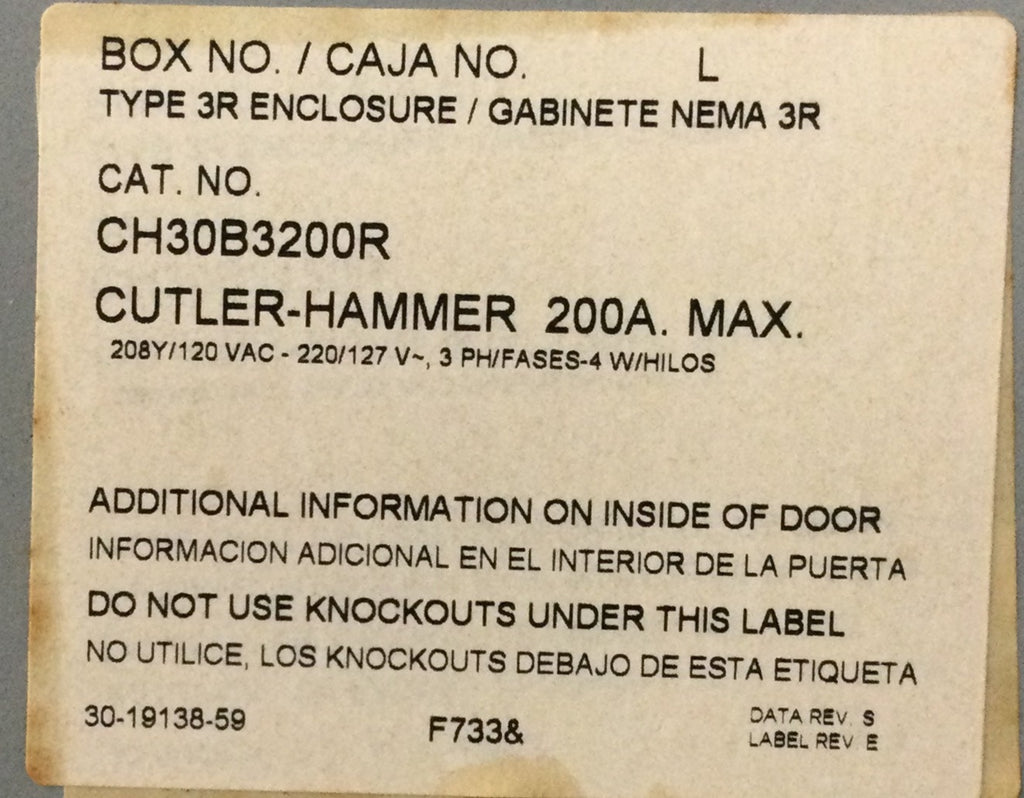 BOX NO. / CAJA NO. L
TYPE 3R ENCLOSURE / GABINETE NEMA 3R
CAT. NO.
CH30B3200R
CUTLER-HAMMER 200A. MAX.
208Y/120 VAC - 220/127 V~, 3 PH/FASES-4 W/HILOS
ADDITIONAL INFORMATION ON INSIDE OF DOOR
INFORMACION ADICIONAL EN EL INTERIOR DE LA PUERTA
DO NOT USE KNOCKOUTS UNDER THIS LABEL
NO UTILICE, LOS KNOCKOUTS DEBAJO DE ESTA ETIQUETA
30-19138-59 F733& DATA REV. S
LABEL REV E